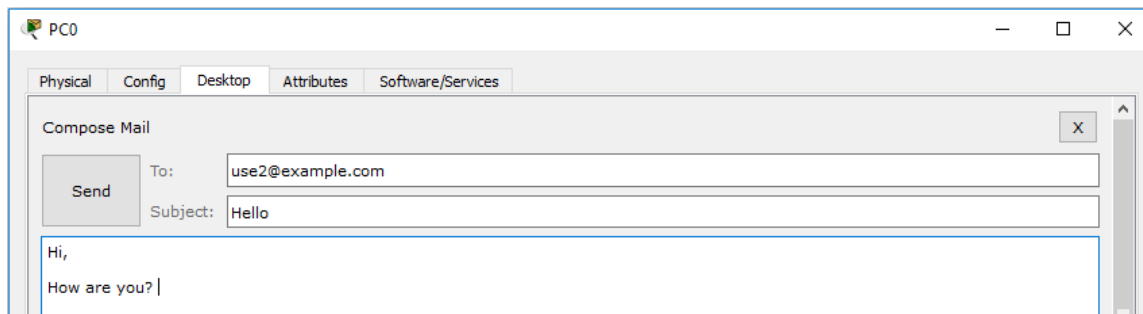 PC0
Physical Config Desktop Attributes Software/Services
Compose Mail X
To: use2@example.com
Send
Subject: Hello
Hi,
How are you?